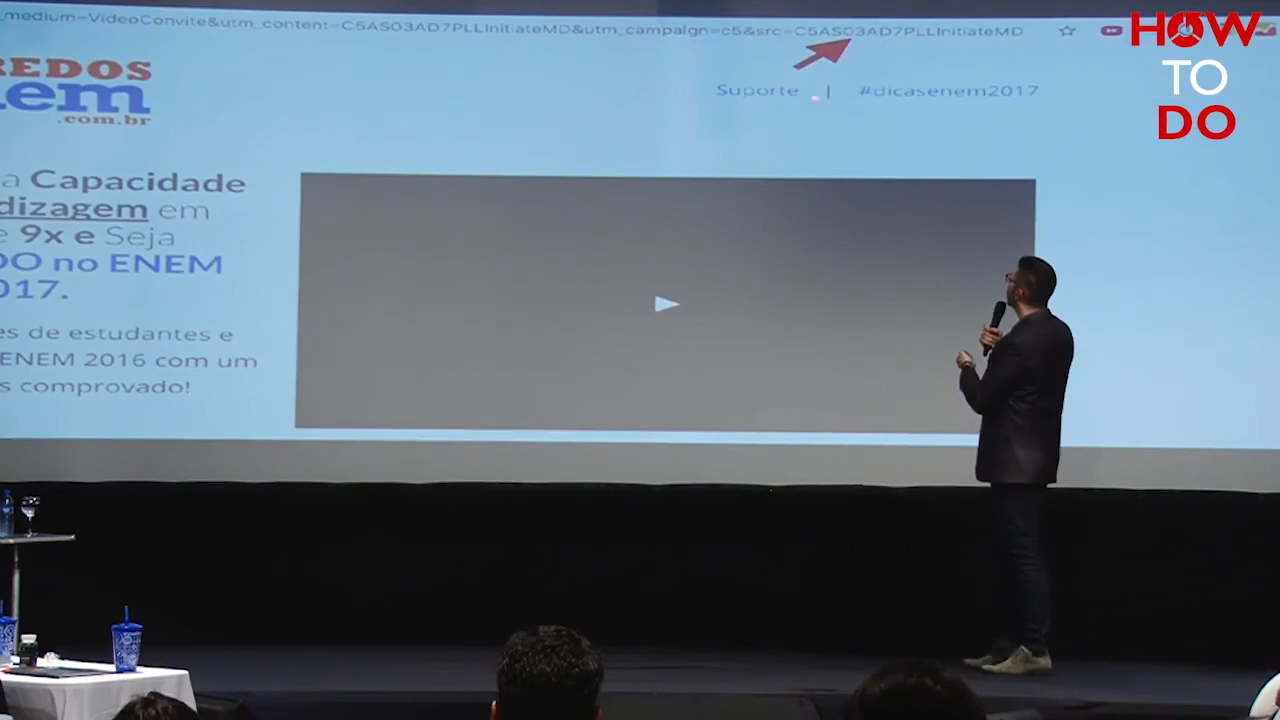 _medium=VideoConvite&utm_content=C5AS03AD7PLLInitiateMD&utm_campaign=c5&src=C5AS03AD7PLLInitiateMD
HOW
TO
DO
REDOS
em
.com.br
Suporte | #dicasenem2017
a Capacidade
dizagem em
e 9x e Seja
DO no ENEM
017.
es de estudantes e
ENEM 2016 com um
s comprovado!